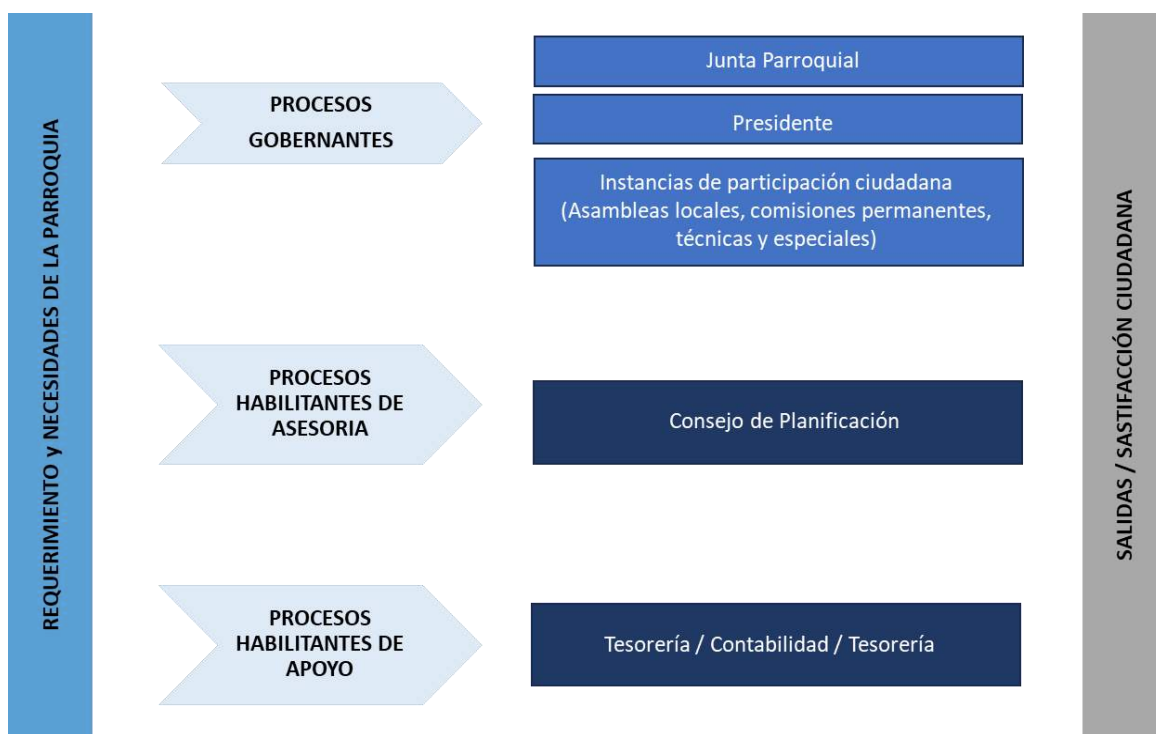 REQUERIMIENTO y NECESIDADES DE LA PARROQUIA
PROCESOS
GOBERNANTES
Junta Parroquial
Presidente
Instancias de participación ciudadana
(Asambleas locales, comisiones permanentes,
técnicas y especiales)
PROCESOS
HABILITANTES DE
ASESORIA
Consejo de Planificación
PROCESOS
HABILITANTES DE
APOYO
Tesorería / Contabilidad / Tesorería
SALIDAS / SASTIFACCIÓN CIUDADANA